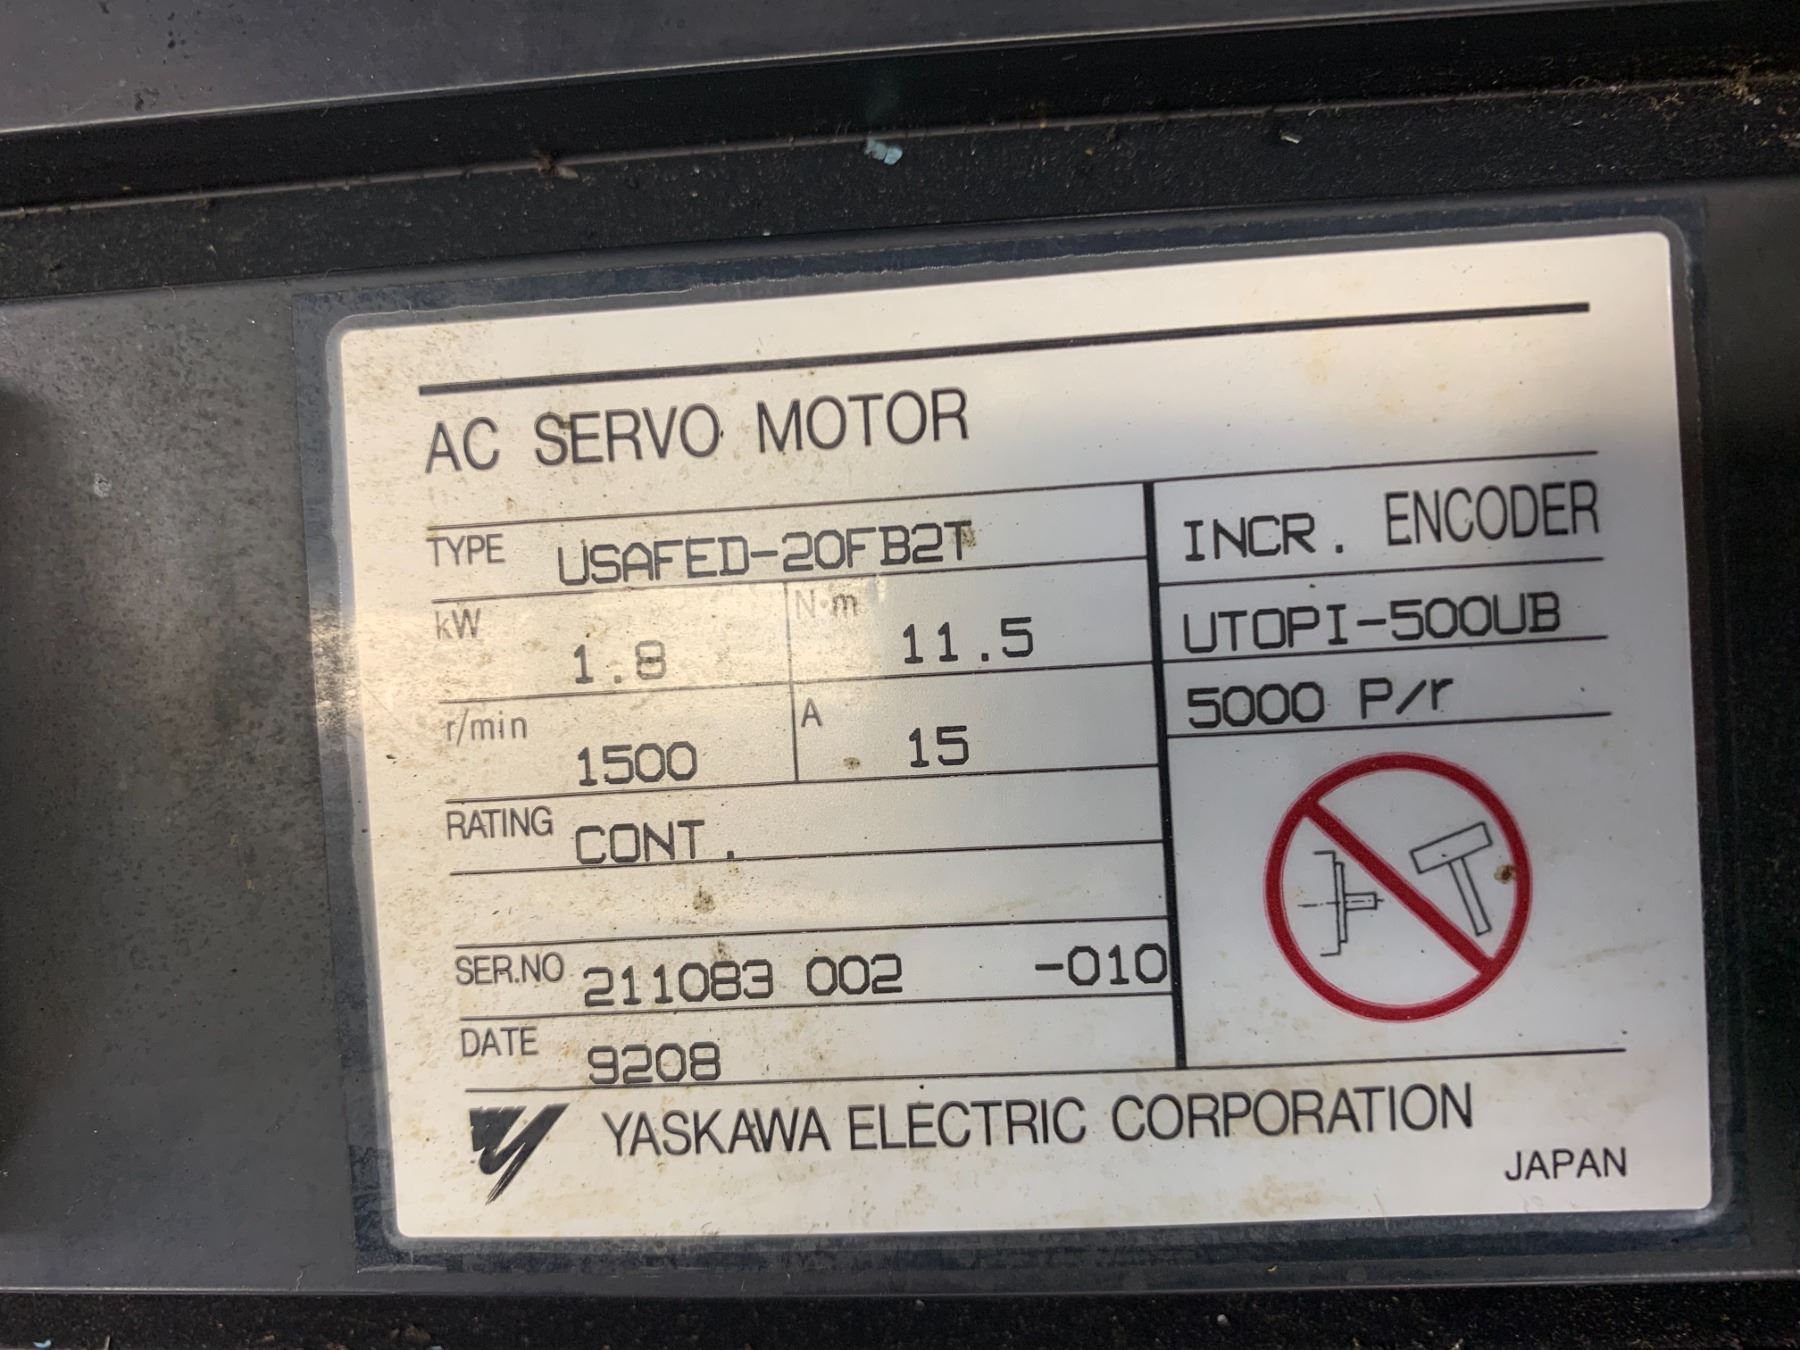 AC SERVO MOTOR
TYPE USAFED-20FB2T
kW 1.8 N·m 11.5
r/min 1500 A 15
RATING CONT.
SER.NO 211083 002 -010
DATE 9208
INCR. ENCODER
UTOPI-500UB
5000 P/r
YASKAWA ELECTRIC CORPORATION
JAPAN